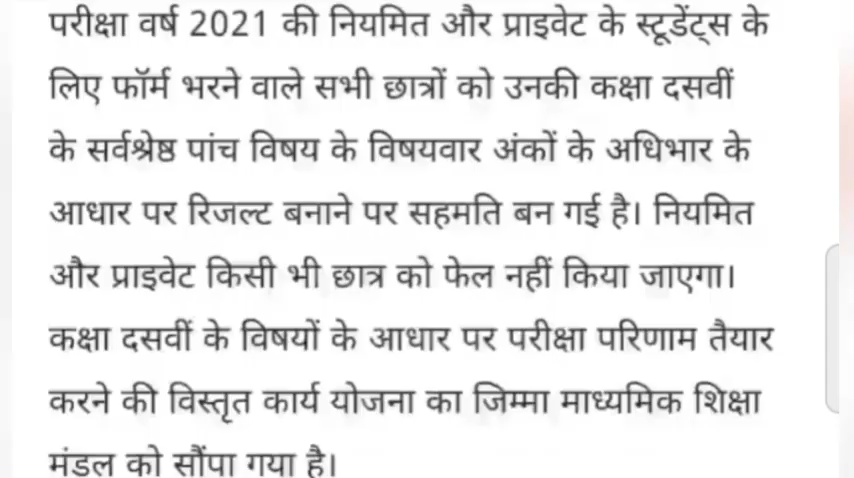 परीक्षा वर्ष 2021 की नियमित और प्राइवेट के स्टूडेंट्स के
लिए फॉर्म भरने वाले सभी छात्रों को उनकी कक्षा दसवीं
के सर्वश्रेष्ठ पांच विषय के विषयवार अंकों के अधिभार के
आधार पर रिजल्ट बनाने पर सहमति बन गई है। नियमित
और प्राइवेट किसी भी छात्र को फेल नहीं किया जाएगा।
कक्षा दसवीं के विषयों के आधार पर परीक्षा परिणाम तैयार
करने की विस्तृत कार्य योजना का जिम्मा माध्यमिक शिक्षा
मंडल को सौंपा गया है।